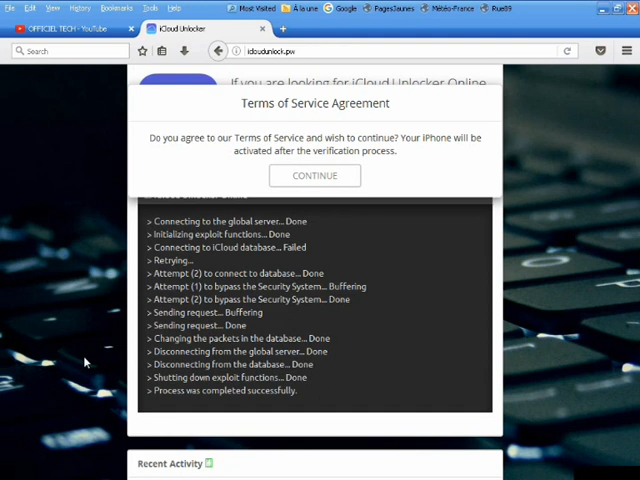 File Edit View History Bookmarks Tools Help
Most Visited À la une Google PagesJaunes Météo-France Rue89
OFFICIEL TECH - YouTube
iCloud Unlocker
Search
icloudunlock.pw
If you are looking for iCloud Unlocker Online
Terms of Service Agreement
Do you agree to our Terms of Service and wish to continue? Your iPhone will be
activated after the verification process.
CONTINUE
> Connecting to the global server... Done
> Initializing exploit functions... Done
> Connecting to iCloud database... Failed
> Retrying...
> Attempt (2) to connect to database... Done
> Attempt (1) to bypass the Security System... Buffering
> Attempt (2) to bypass the Security System... Done
> Sending request... Buffering
> Sending request... Done
> Changing the packets in the database... Done
> Disconnecting from the global server... Done
> Disconnecting from the database... Done
> Shutting down exploit functions... Done
> Process was completed successfully.
Recent Activity